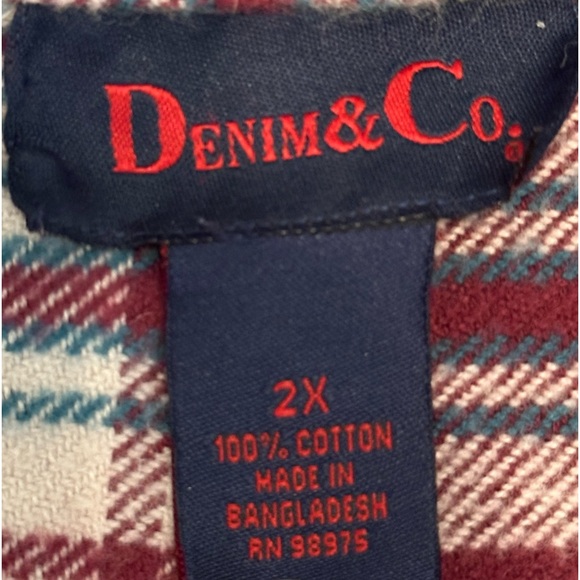 DENIM&CO.
2X
100% COTTON
MADE IN
BANGLADESH
RN 98975